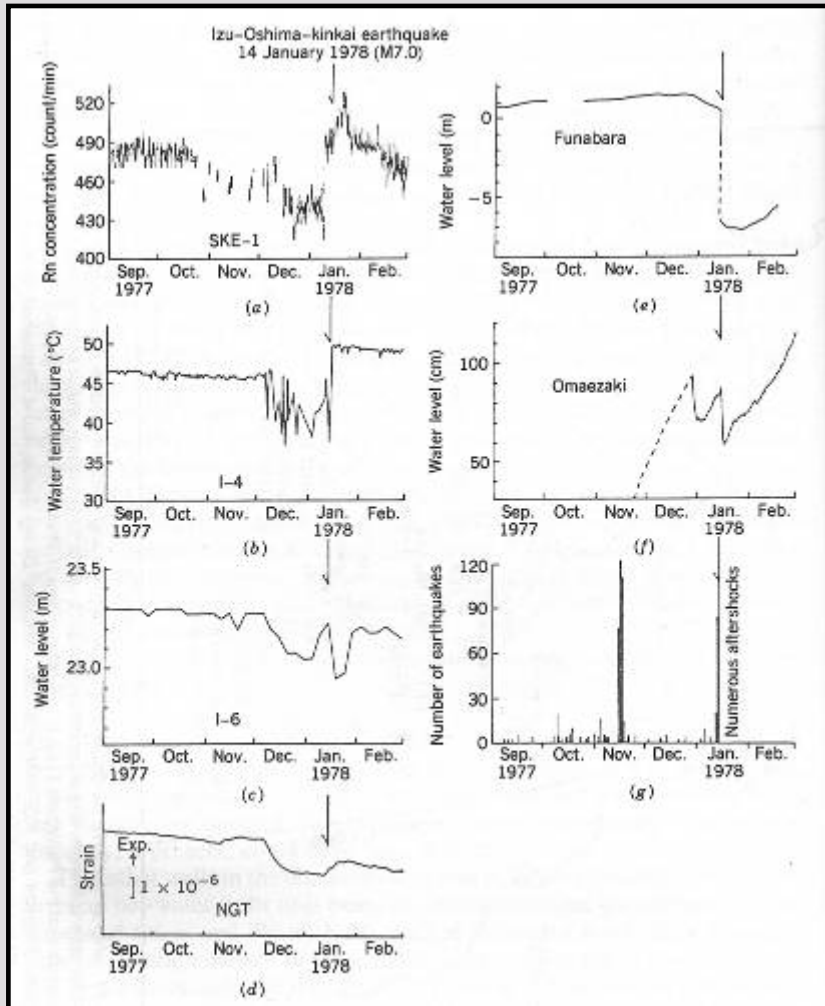 Izu-Oshima-kinkai earthquake
14 January 1978 (M7.0)
Rn concentration (counl/min)
520
490
460
430
400
SKE-1
Sep. Oct. Nov. Dec. Jan. Feb.
1977 1978
(a)
Water temperature (°C)
50
45
40
35
30
I-4
Sep. Oct. Nov. Dec. Jan. Feb.
1977 1978
(b)
Water level (m)
23.5
23.0
I-6
Sep. Oct. Nov. Dec. Jan. Feb.
1977 1978
(c)
Strain
Exp.
1 × 10-6
NGT
Sep. Oct. Nov. Dec. Jan. Feb.
1977 1978
(d)
Water level (m)
0
-5
Funabara
Sep. Oct. Nov. Dec. Jan. Feb.
1977 1978
(e)
Water level (cm)
100
80
60
40
Omaezaki
Sep. Oct. Nov. Dec. Jan. Feb.
1977 1978
(f)
Number of earthquakes
120
90
60
30
0
Numerous aftershocks
Sep. Oct. Nov. Dec. Jan. Feb.
1977 1978
(g)